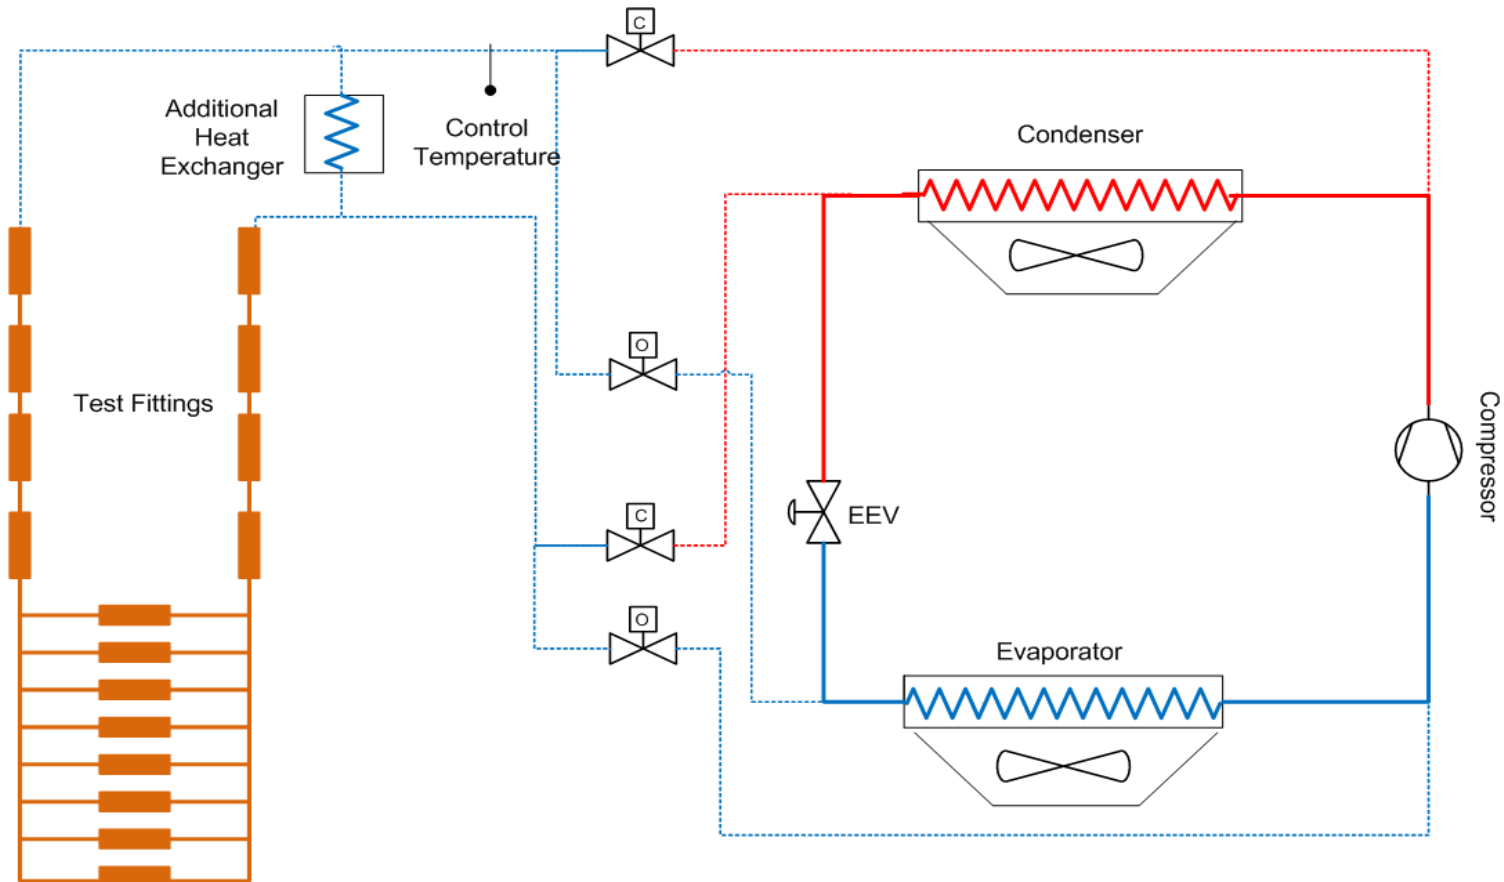 C
Additional
Heat
Exchanger
Control
Temperature
Condenser
O
Test Fittings
Compressor
C
EEV
O
Evaporator